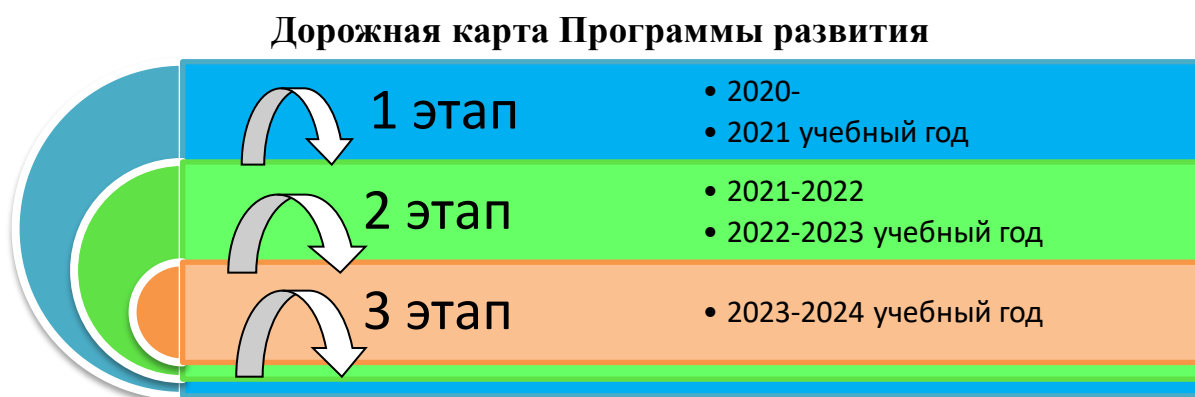 Дорожная карта Программы развития
1 этап
• 2020-
• 2021 учебный год
2 этап
• 2021-2022
• 2022-2023 учебный год
3 этап
• 2023-2024 учебный год